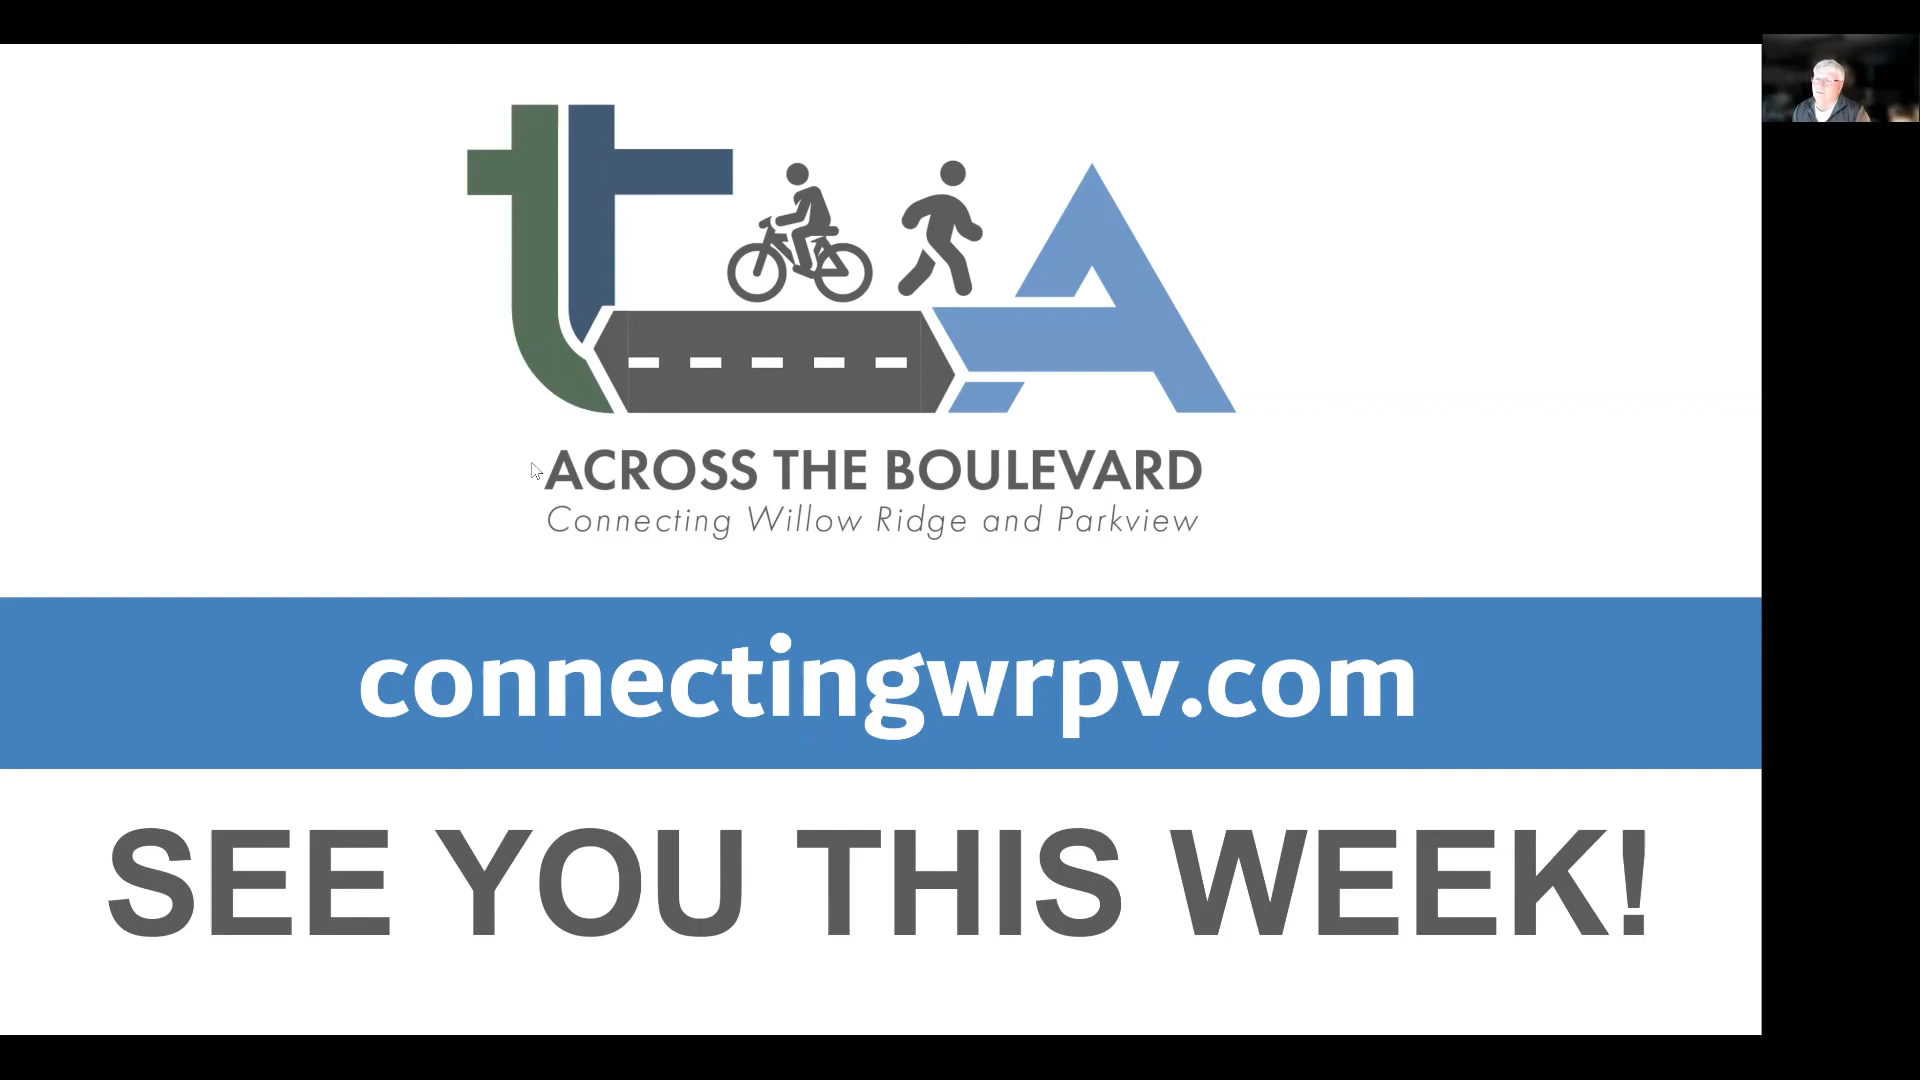 ACROSS THE BOULEVARD
Connecting Willow Ridge and Parkview
connectingwrpv.com
SEE YOU THIS WEEK!